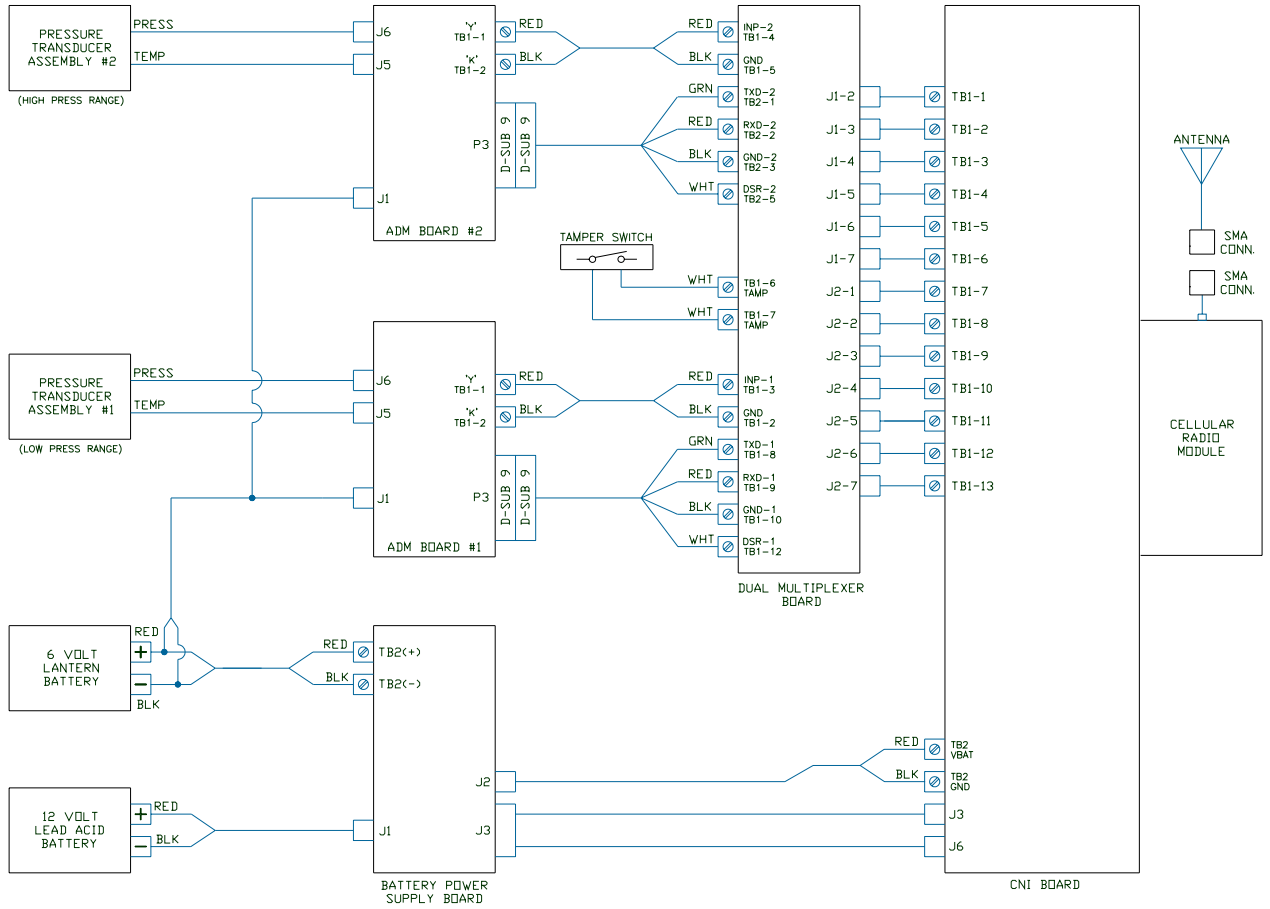 PRESSURE
TRANSDUCER
ASSEMBLY #2
(HIGH PRESS RANGE)
PRESS
TEMP
J6
J5
'Y'
TB1-1
'K'
TB1-2
P3
D-SUB 9
D-SUB 9
J1
ADM BOARD #2
RED
BLK
RED
BLK
GRN
RED
BLK
WHT
INP-2
TB1-4
GND
TB1-5
TXD-2
TB2-1
RXD-2
TB2-2
GND-2
TB2-3
DSR-2
TB2-5
TAMPER SWITCH
WHT
WHT
TB1-6
TAMP
TB1-7
TAMP
PRESSURE
TRANSDUCER
ASSEMBLY #1
(LOW PRESS RANGE)
PRESS
TEMP
J6
J5
'Y'
TB1-1
'K'
TB1-2
P3
D-SUB 9
D-SUB 9
J1
ADM BOARD #1
RED
BLK
RED
BLK
GRN
RED
BLK
WHT
INP-1
TB1-3
GND
TB1-2
TXD-1
TB1-8
RXD-1
TB1-9
GND-1
TB1-10
DSR-1
TB1-12
DUAL MULTIPLEXER
BOARD
J1-2
J1-3
J1-4
J1-5
J1-6
J1-7
J2-1
J2-2
J2-3
J2-4
J2-5
J2-6
J2-7
TB1-1
TB1-2
TB1-3
TB1-4
TB1-5
TB1-6
TB1-7
TB1-8
TB1-9
TB1-10
TB1-11
TB1-12
TB1-13
ANTENNA
SMA
CONN.
SMA
CONN.
CELLULAR
RADIO
MODULE
6 VOLT
LANTERN
BATTERY
RED
+
−
BLK
RED
BLK
TB2(+)
TB2(-)
12 VOLT
LEAD ACID
BATTERY
+
−
RED
BLK
J1
J2
J3
BATTERY POWER
SUPPLY BOARD
RED
BLK
TB2
VBAT
TB2
GND
J3
J6
CNI BOARD